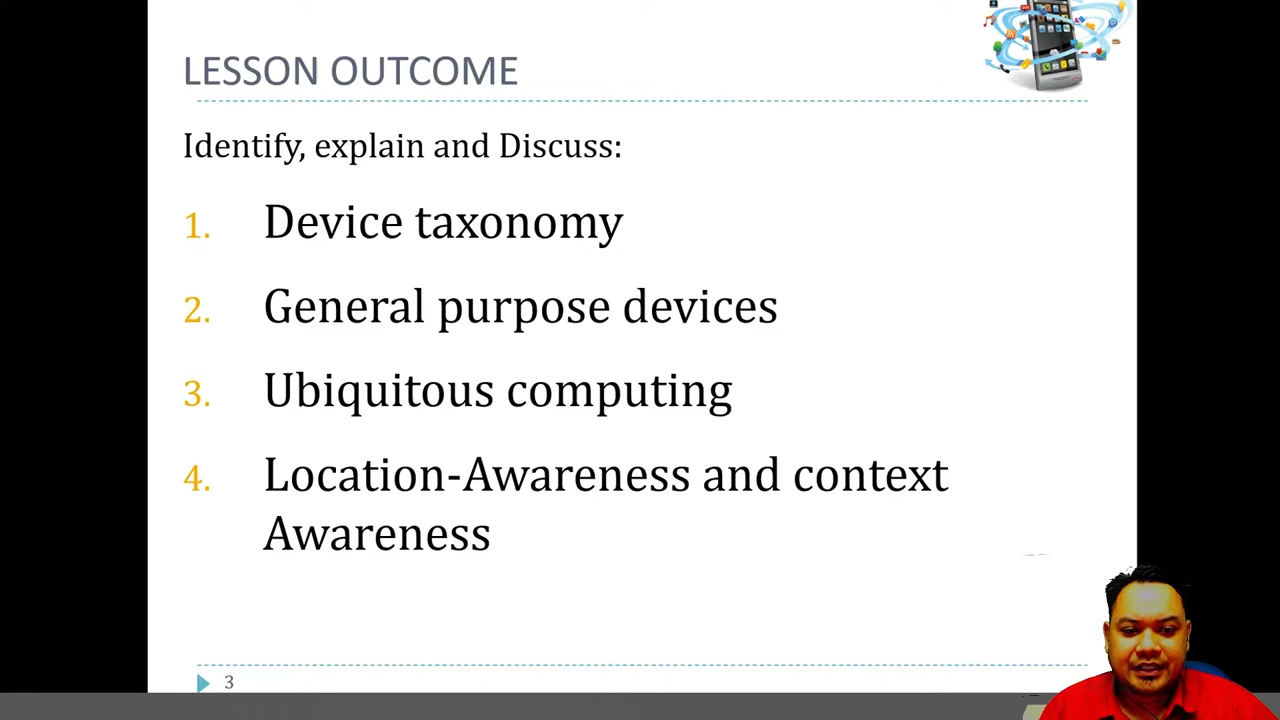 LESSON OUTCOME
Identify, explain and Discuss:
1. Device taxonomy
2. General purpose devices
3. Ubiquitous computing
4. Location-Awareness and context
Awareness
3